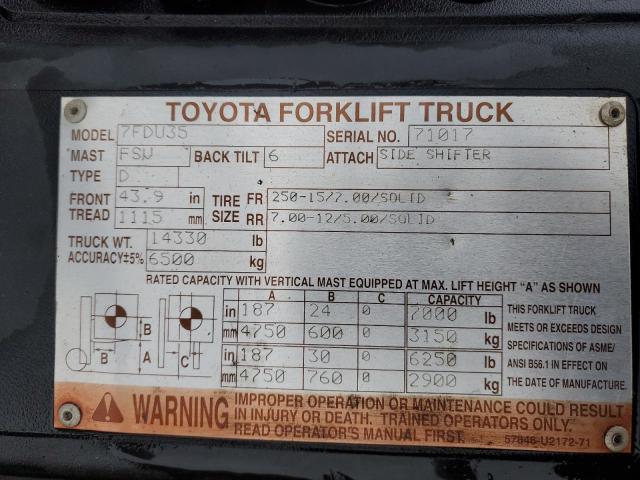 TOYOTA FORKLIFT TRUCK
MODEL 7FDU35 SERIAL NO. 71017
MAST FSW BACK TILT 6 ATTACH SIDE SHIFTER
TYPE D
FRONT 43.9 in TIRE FR 250-15/7.00/SOLID
TREAD 1115 mm SIZE RR 7.00-12/5.00/SOLID
TRUCK WT. 14330 lb
ACCURACY±5% 6500 kg
RATED CAPACITY WITH VERTICAL MAST EQUIPPED AT MAX. LIFT HEIGHT "A" AS SHOWN
A B C CAPACITY
in 187 24 0 7000 lb THIS FORKLIFT TRUCK
mm 4750 600 0 3150 kg MEETS OR EXCEEDS DESIGN
SPECIFICATIONS OF ASME/
in 187 30 0 6250 lb ANSI B56.1 IN EFFECT ON
mm 4750 760 0 2900 kg THE DATE OF MANUFACTURE.
B
B A C
WARNING
IMPROPER OPERATION OR MAINTENANCE COULD RESULT
IN INJURY OR DEATH. TRAINED OPERATORS ONLY.
READ OPERATOR'S MANUAL FIRST. 57846-U2172-71